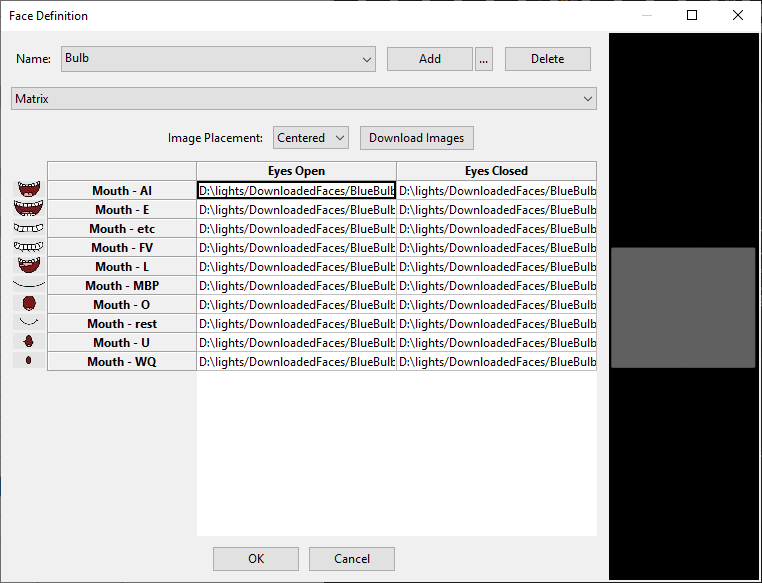 Face Definition
Name: Bulb Add ... Delete
Matrix
Image Placement: Centered Download Images
Eyes Open Eyes Closed
Mouth - AI D:\lights/DownloadedFaces/BlueBulb D:\lights/DownloadedFaces/BlueBulb
Mouth - E D:\lights/DownloadedFaces/BlueBulb D:\lights/DownloadedFaces/BlueBulb
Mouth - etc D:\lights/DownloadedFaces/BlueBulb D:\lights/DownloadedFaces/BlueBulb
Mouth - FV D:\lights/DownloadedFaces/BlueBulb D:\lights/DownloadedFaces/BlueBulb
Mouth - L D:\lights/DownloadedFaces/BlueBulb D:\lights/DownloadedFaces/BlueBulb
Mouth - MBP D:\lights/DownloadedFaces/BlueBulb D:\lights/DownloadedFaces/BlueBulb
Mouth - O D:\lights/DownloadedFaces/BlueBulb D:\lights/DownloadedFaces/BlueBulb
Mouth - rest D:\lights/DownloadedFaces/BlueBulb D:\lights/DownloadedFaces/BlueBulb
Mouth - U D:\lights/DownloadedFaces/BlueBulb D:\lights/DownloadedFaces/BlueBulb
Mouth - WQ D:\lights/DownloadedFaces/BlueBulb D:\lights/DownloadedFaces/BlueBulb
OK Cancel